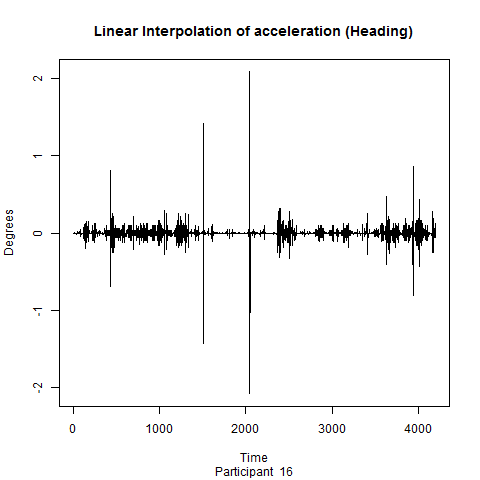 Linear Interpolation of acceleration (Heading)
Degrees
2
1
0
-1
-2
0 1000 2000 3000 4000
Time
Participant 16